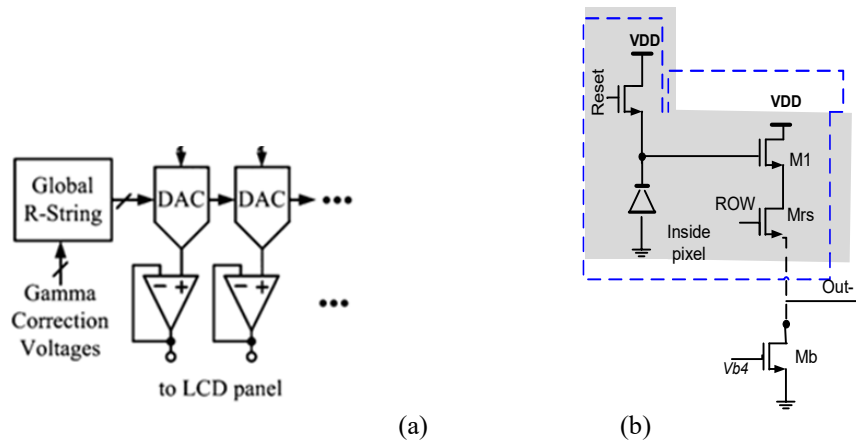 Global
R-String
DAC
DAC
•••
Gamma
Correction
Voltages
- +
- +
•••
to LCD panel
(a)
VDD
Reset
VDD
M1
ROW
Mrs
Inside
pixel
Out-
Vb4
Mb
(b)